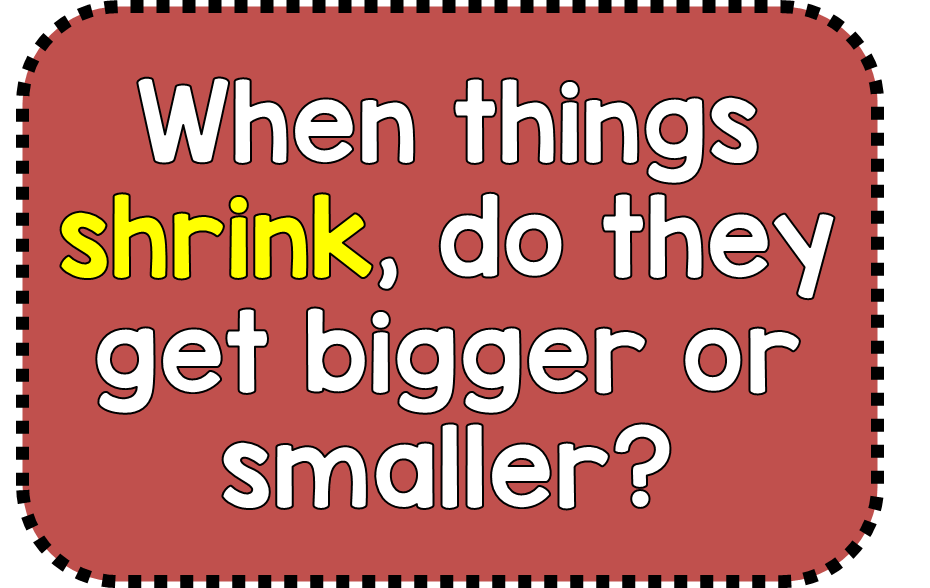 When things
shrink, do they
get bigger or
smaller?